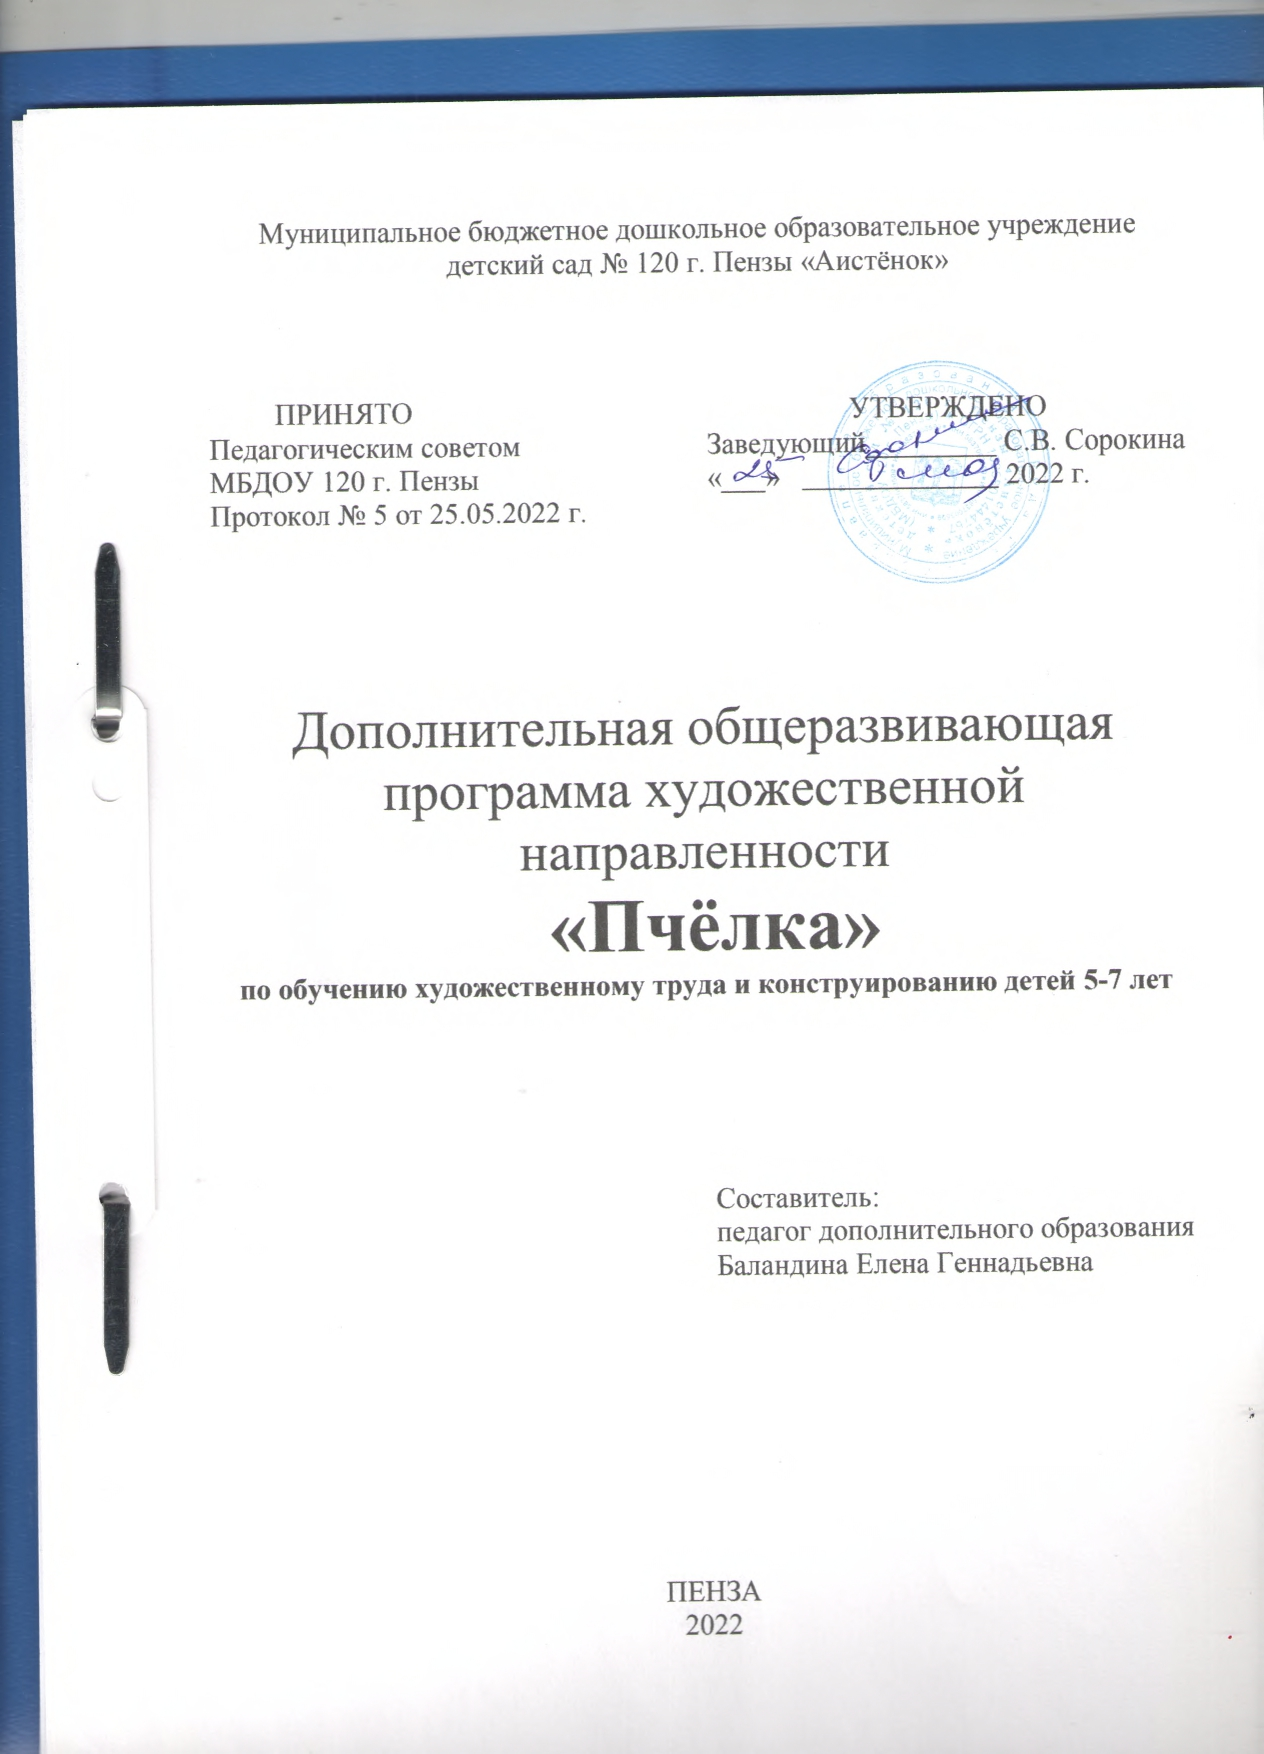 Муниципальное бюджетное дошкольное образовательное учреждение
детский сад № 120 г. Пензы «Аистёнок»
ПРИНЯТО
Педагогическим советом
МБДОУ 120 г. Пензы
Протокол № 5 от 25.05.2022 г.
УТВЕРЖДЕНО
Заведующий С.В. Сорокина
«25» мая 2022 г.
Дополнительная общеразвивающая
программа художественной
направленности
«Пчёлка»
по обучению художественному труда и конструированию детей 5-7 лет
Составитель:
педагог дополнительного образования
Баландина Елена Геннадьевна
ПЕНЗА
2022